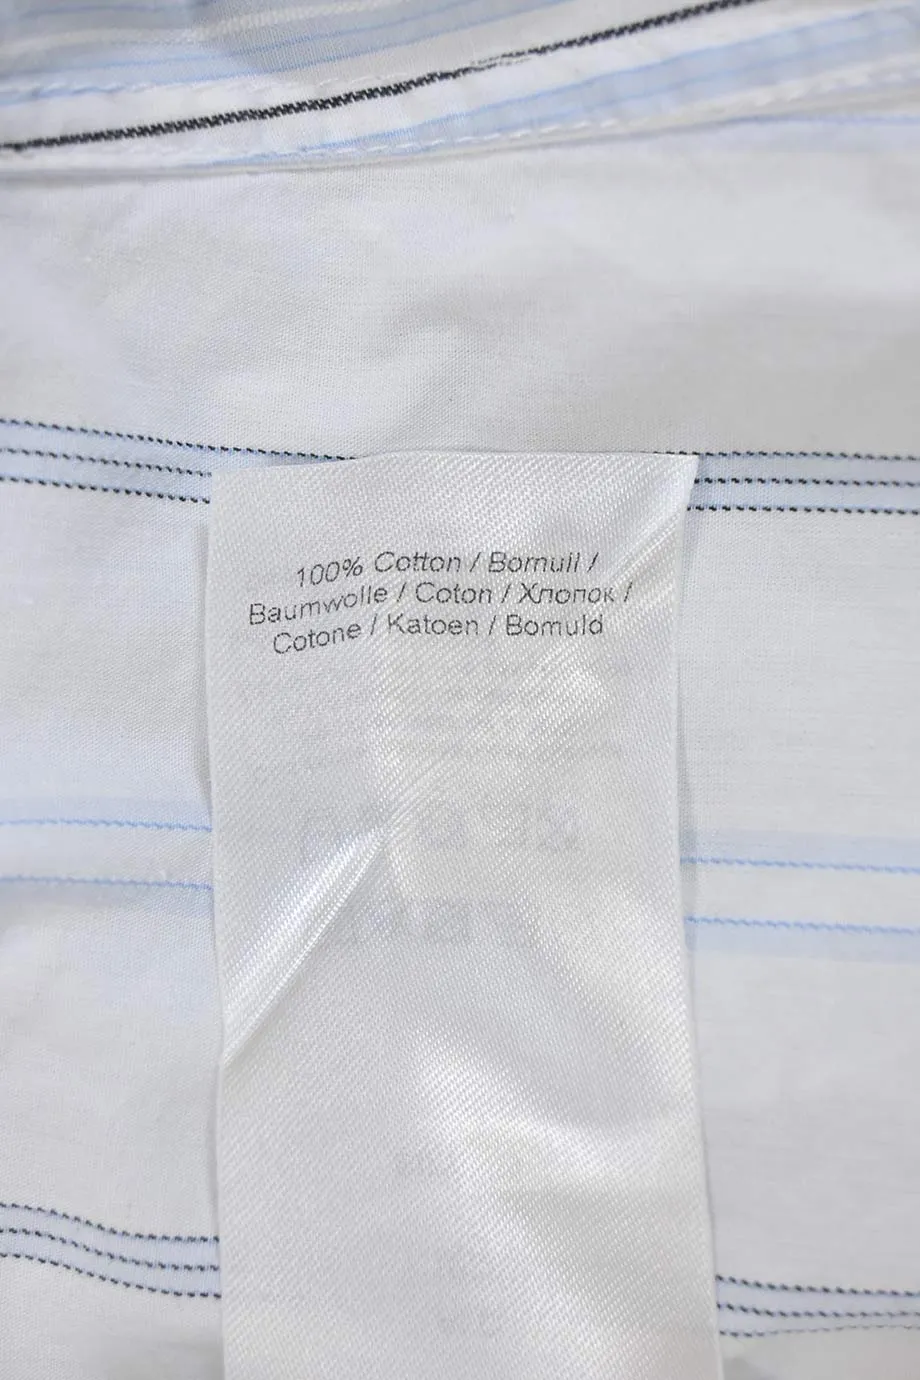 100% Cotton / Bomull /
Baumwolle / Coton / Хлопок /
Cotone / Katoen / Bomuld